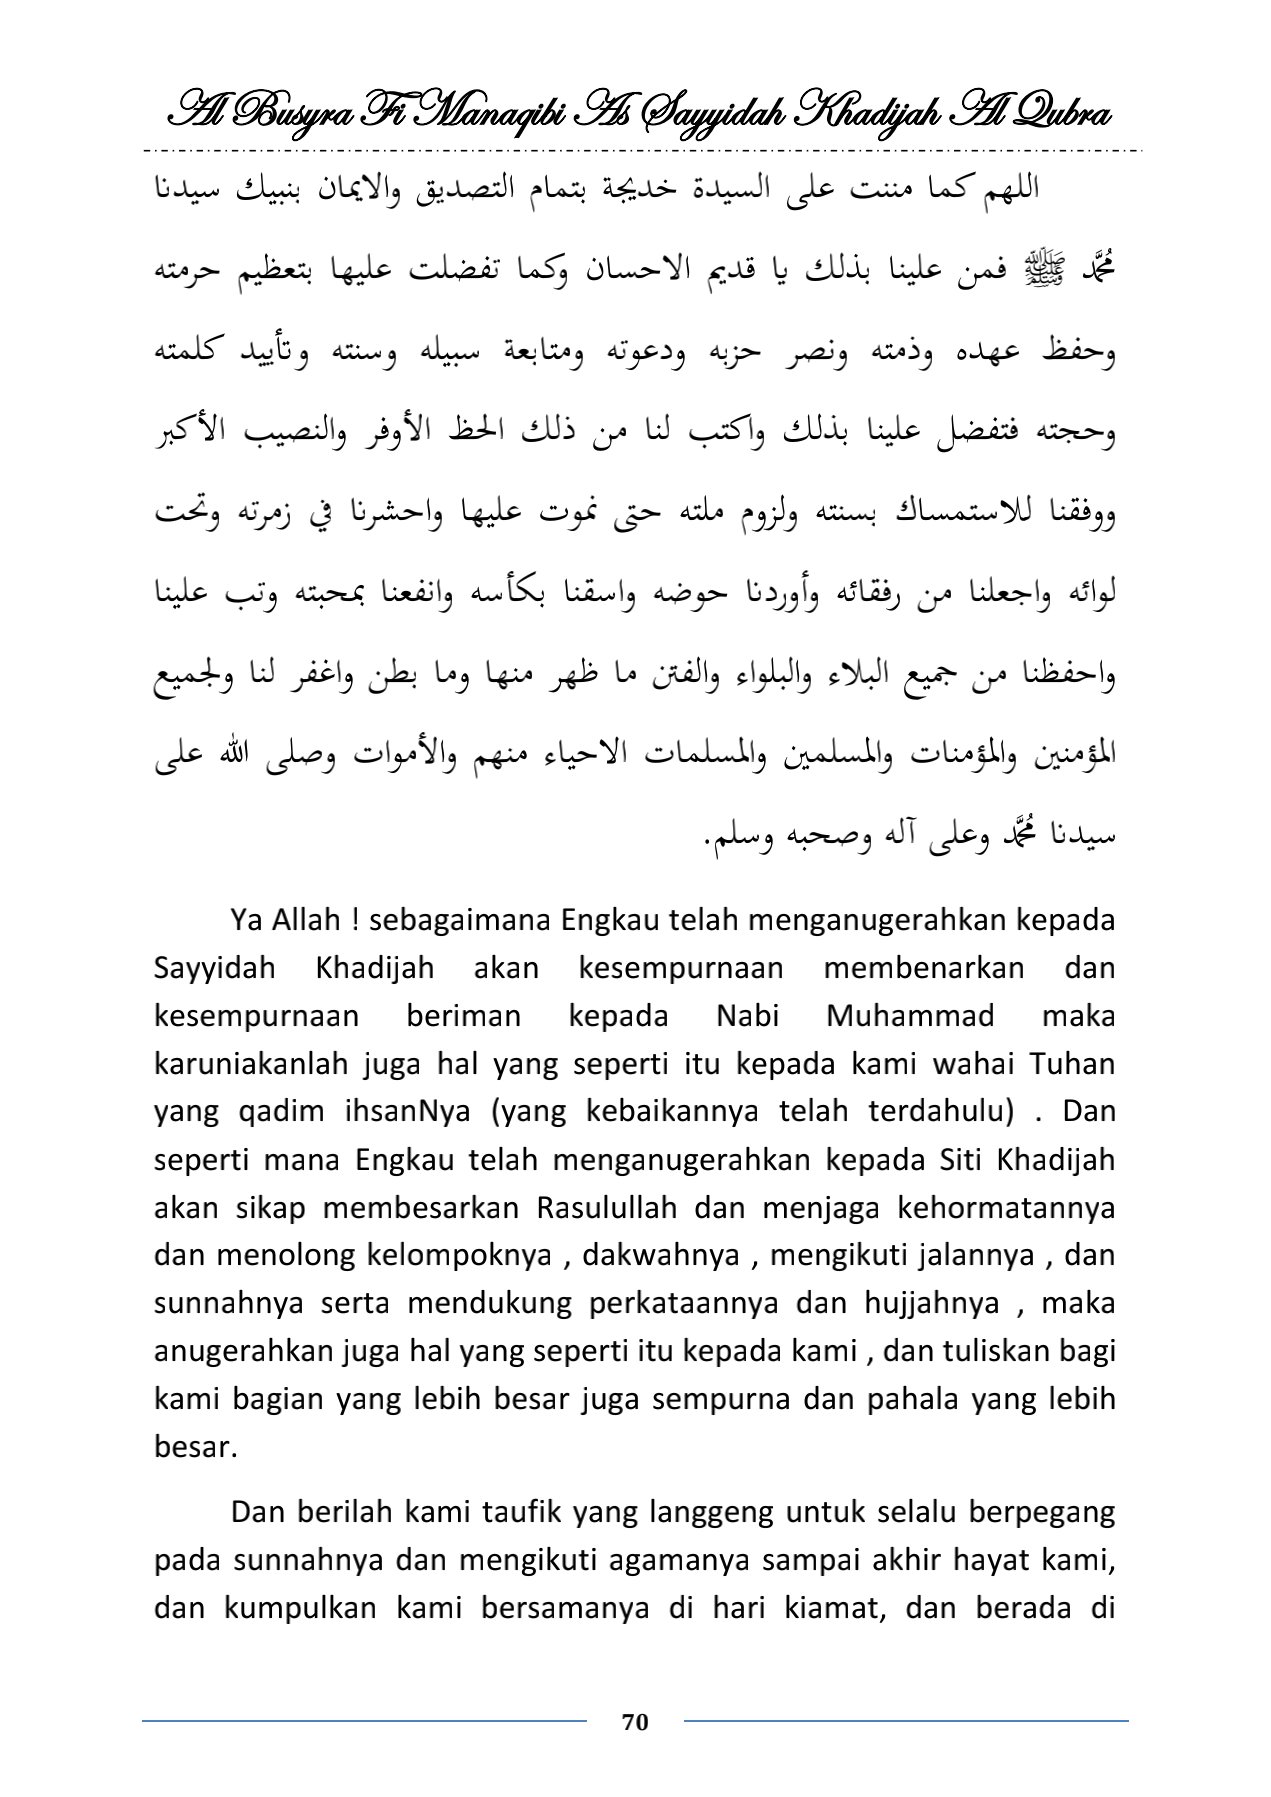 Al Busyra Fi Manaqibi As Sayyidah Khadijah Al Qubra
اللهم كما مننت على السيدة خديجة بتمام التصديق والايمان بنبيك سيدنا
مُحَمَّد ﷺ فمن علينا بذلك يا قديم الاحسان وكما تفضلت عليها بتعظيم حرمته
وحفظ عهده وذمته ونصر حزبه ودعوته ومتابعة سبيله وسنته وتأييد كلمته
وحجته فتفضل علينا بذلك واكتب لنا من ذلك الحظ الأوفر والنصيب الأكبر
ووفقنا للاستمساك بسنته ولزوم ملته حتى نموت عليها واحشرنا في زمرته وتحت
لوائه واجعلنا من رفقائه وأوردنا حوضه واسقنا بكأسه وانفعنا بمحبته وتب علينا
واحفظنا من جميع البلاء والبلواء والفتن ما ظهر منها وما بطن واغفر لنا ولجميع
المؤمنين والمؤمنات والمسلمين والمسلمات الاحياء منهم والأموات وصلى الله على
سيدنا مُحَمَّد وعلى آله وصحبه وسلم.
Ya Allah ! sebagaimana Engkau telah menganugerahkan kepada
Sayyidah Khadijah akan kesempurnaan membenarkan dan
kesempurnaan beriman kepada Nabi Muhammad maka
karuniakanlah juga hal yang seperti itu kepada kami wahai Tuhan
yang qadim ihsanNya (yang kebaikannya telah terdahulu) . Dan
seperti mana Engkau telah menganugerahkan kepada Siti Khadijah
akan sikap membesarkan Rasulullah dan menjaga kehormatannya
dan menolong kelompoknya , dakwahnya , mengikuti jalannya , dan
sunnahnya serta mendukung perkataannya dan hujjahnya , maka
anugerahkan juga hal yang seperti itu kepada kami , dan tuliskan bagi
kami bagian yang lebih besar juga sempurna dan pahala yang lebih
besar.
Dan berilah kami taufik yang langgeng untuk selalu berpegang
pada sunnahnya dan mengikuti agamanya sampai akhir hayat kami,
dan kumpulkan kami bersamanya di hari kiamat, dan berada di
70